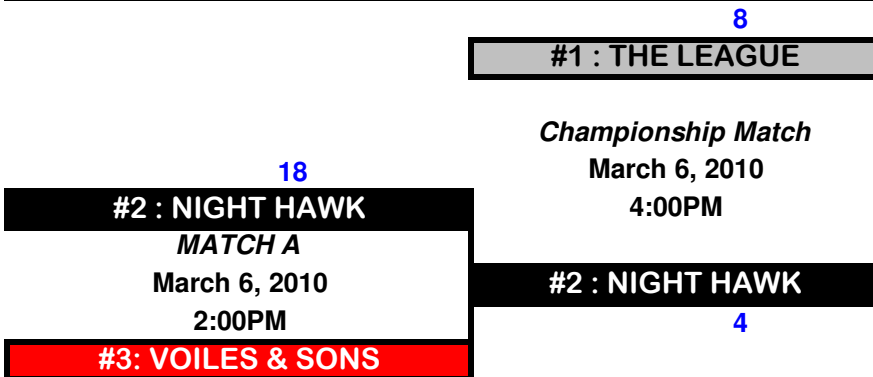 8
#1 : THE LEAGUE
Championship Match
March 6, 2010
4:00PM
18
#2 : NIGHT HAWK
MATCH A
March 6, 2010
2:00PM
#3: VOILES & SONS
#2 : NIGHT HAWK
4